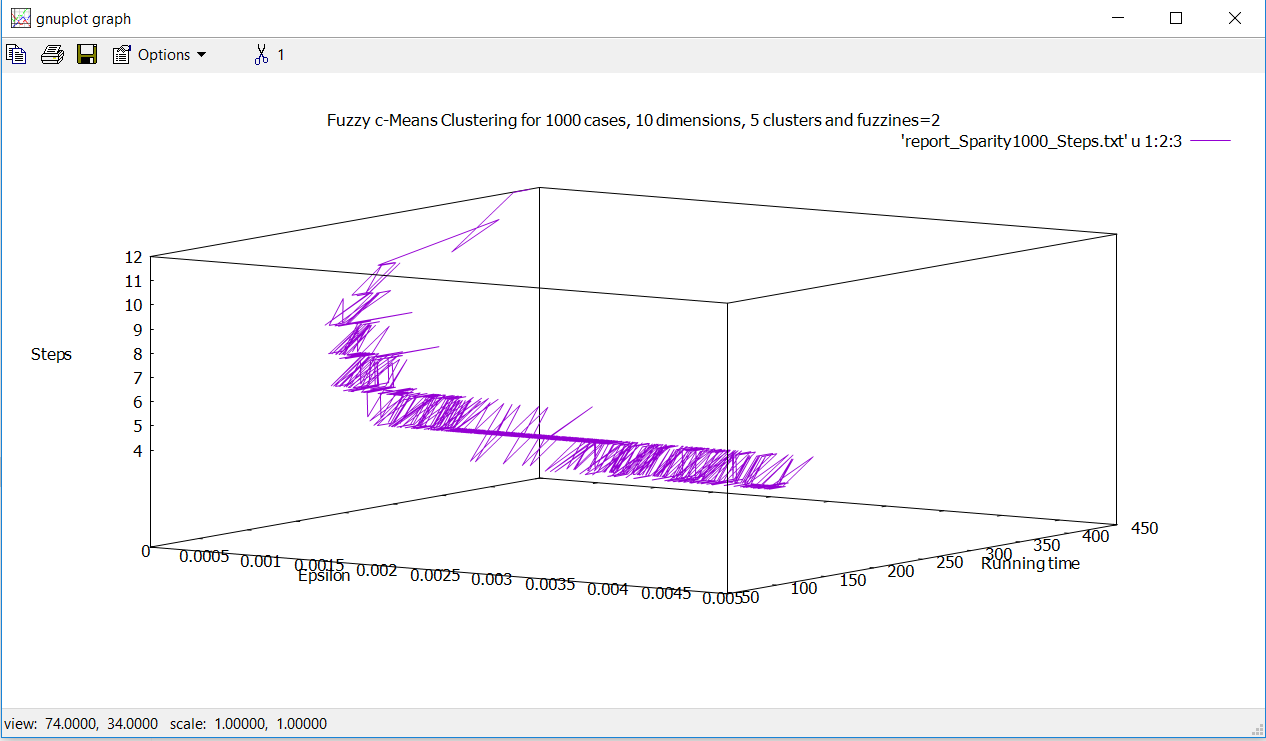 gnuplot graph
Options 1
Fuzzy c-Means Clustering for 1000 cases, 10 dimensions, 5 clusters and fuzzines=2
'report_Sparity1000_Steps.txt' u 1:2:3
12
11
10
9
8
Steps
7
6
5
4
0 0.0005 0.001 0.0015 0.002 0.0025 0.003 0.0035 0.004 0.0045 0.005
Epsilon
50 100 150 200 250 300 350 400 450
Running time
view: 74.0000, 34.0000 scale: 1.00000, 1.00000